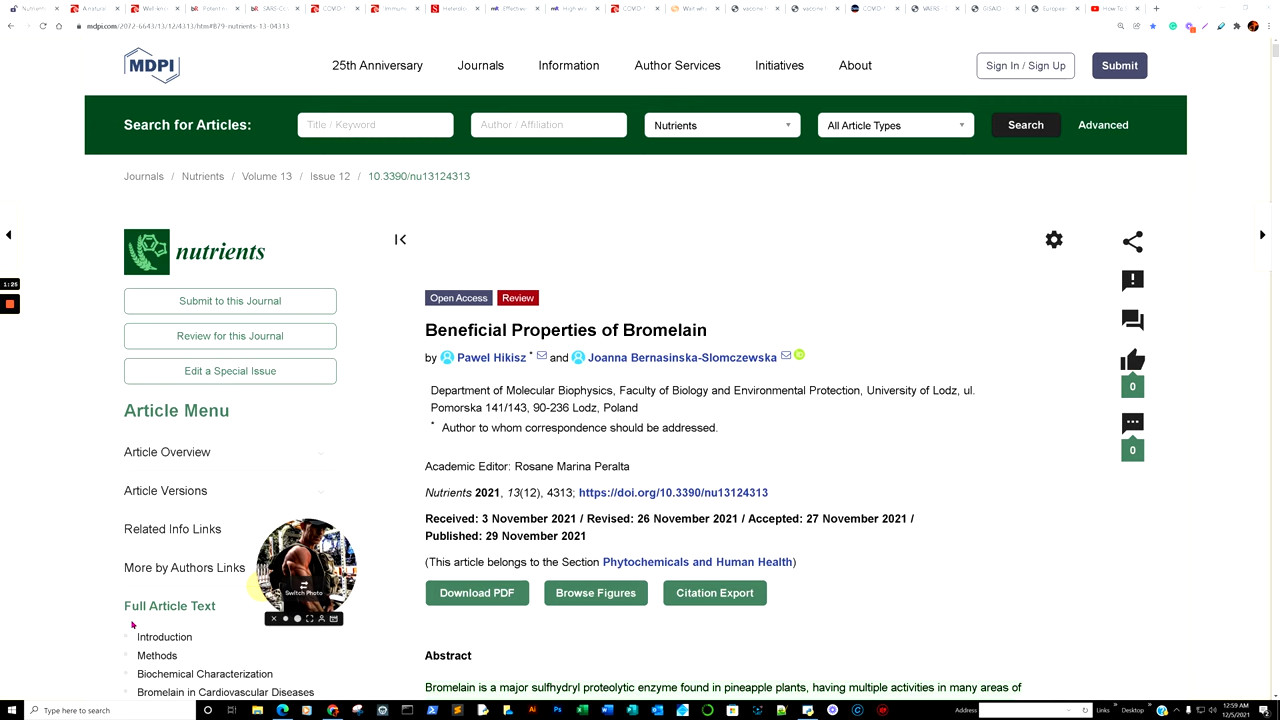 mdpi.com/2072-6643/13/12/4313/htm#B79-nutrients-13-04313
MDPI
25th Anniversary
Journals
Information
Author Services
Initiatives
About
Sign In / Sign Up
Submit
Search for Articles:
Title / Keyword
Author / Affiliation
Nutrients
All Article Types
Search
Advanced
Journals / Nutrients / Volume 13 / Issue 12 / 10.3390/nu13124313
nutrients
Submit to this Journal
Review for this Journal
Edit a Special Issue
Article Menu
Article Overview
Article Versions
Related Info Links
More by Authors Links
Full Article Text
Introduction
Methods
Biochemical Characterization
Bromelain in Cardiovascular Diseases
1:26
Switch Photo
Open Access
Review
Beneficial Properties of Bromelain
by Pawel Hikisz * and Joanna Bernasinska-Slomczewska
Department of Molecular Biophysics, Faculty of Biology and Environmental Protection, University of Lodz, ul.
Pomorska 141/143, 90-236 Lodz, Poland
* Author to whom correspondence should be addressed.
Academic Editor: Rosane Marina Peralta
Nutrients 2021, 13(12), 4313; https://doi.org/10.3390/nu13124313
Received: 3 November 2021 / Revised: 26 November 2021 / Accepted: 27 November 2021 /
Published: 29 November 2021
(This article belongs to the Section Phytochemicals and Human Health)
Download PDF
Browse Figures
Citation Export
Abstract
Bromelain is a major sulfhydryl proteolytic enzyme found in pineapple plants, having multiple activities in many areas of
0
0
Type here to search
Address
Links
Desktop
12:59 AM
12/5/2021